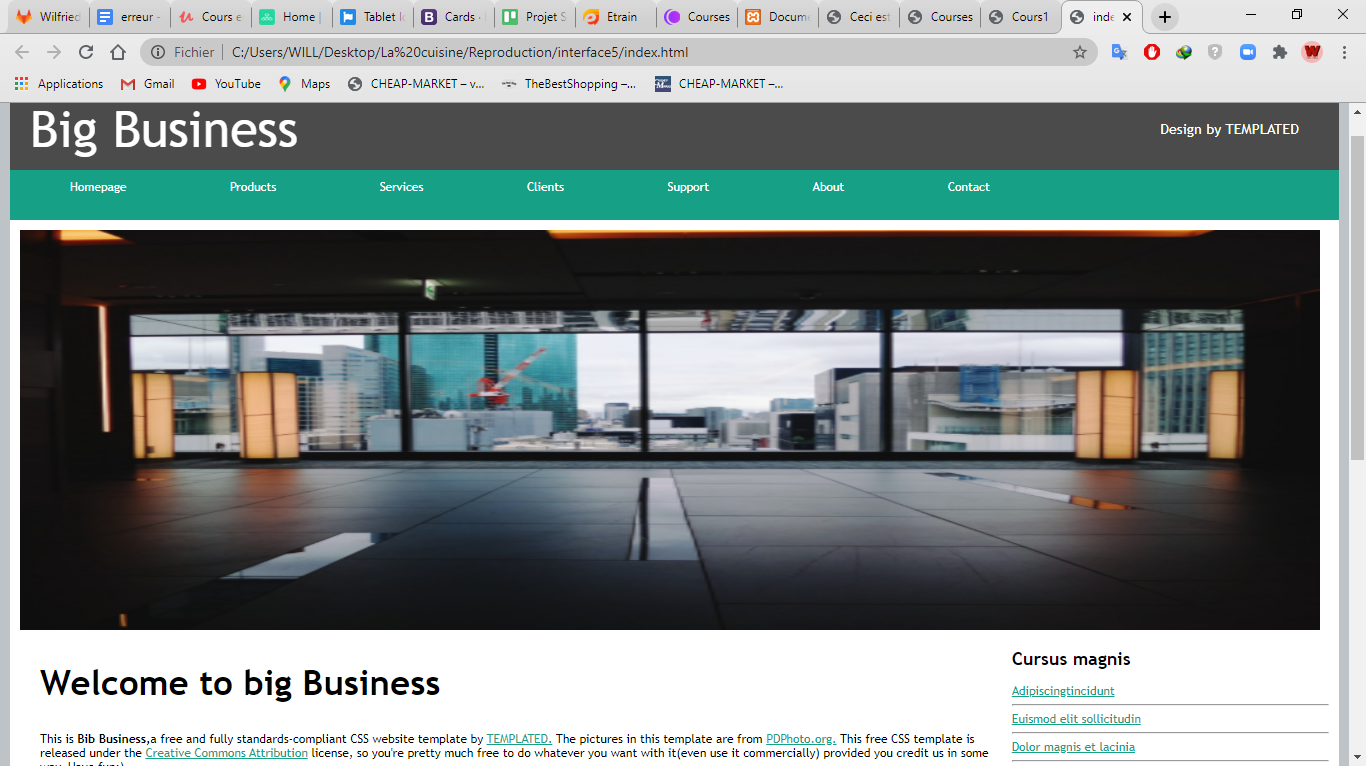 Wilfried
erreur -
Cours e
Home |
Tablet
Cards -
Projet S
Etrain
Courses
Docum
Ceci est
Courses
Cours1
inde
Fichier
C:/Users/WILL/Desktop/La%20cuisine/Reproduction/interface5/index.html
Applications
Gmail
YouTube
Maps
CHEAP-MARKET – v...
TheBestShopping –...
CHEAP-MARKET –...
Big Business
Design by TEMPLATED
Homepage Products Services Clients Support About Contact
Welcome to big Business
This is Bib Business,a free and fully standards-compliant CSS website template by TEMPLATED. The pictures in this template are from PDPhoto.org. This free CSS template is
released under the Creative Commons Attribution license, so you're pretty much free to do whatever you want with it(even use it commercially) provided you credit us in some
Cursus magnis
Adipiscingtincidunt
Euismod elit sollicitudin
Dolor magnis et lacinia